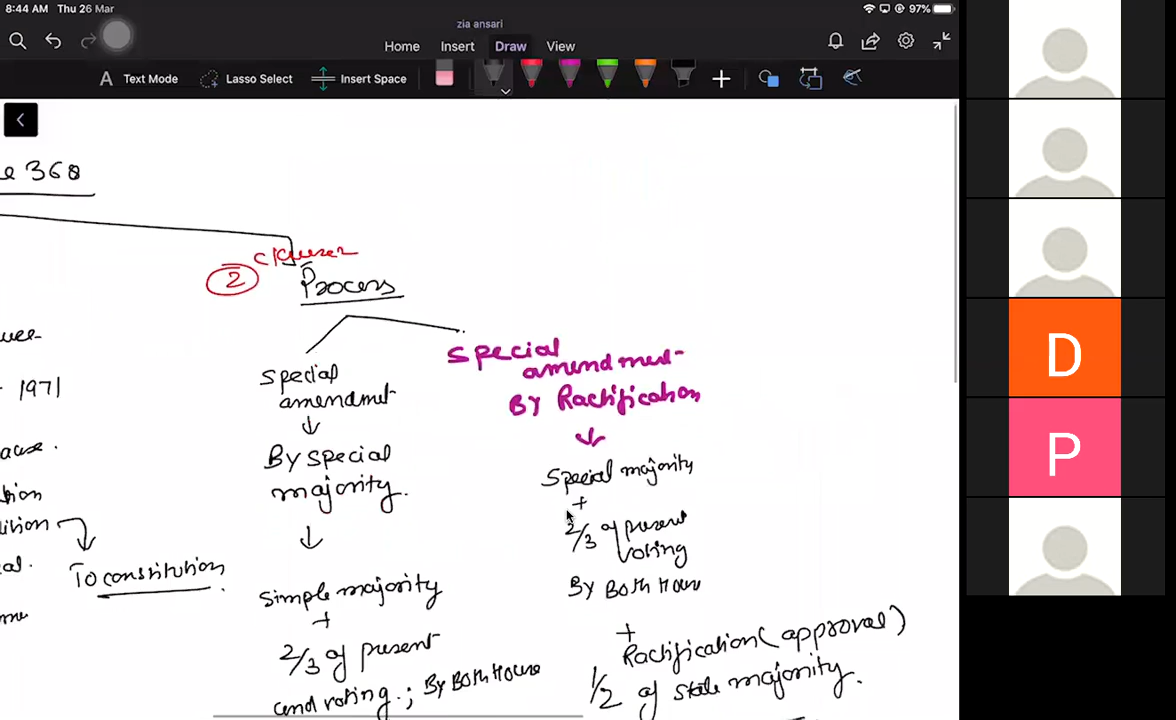 8:44 AM Thu 26 Mar
97%
zia ansari
Home Insert Draw View
Text Mode Lasso Select Insert Space
e 368
2 clauses
Process
Special amendment
By Ractification
1971
Special
amendment
By special
majority.
Special majority
+
2/3 of present
voting
By Both House
+
Ractification (approval)
1/2 of state majority.
To constitution
Simple majority
+
2/3 of present
and voting.; By Both House
D
P